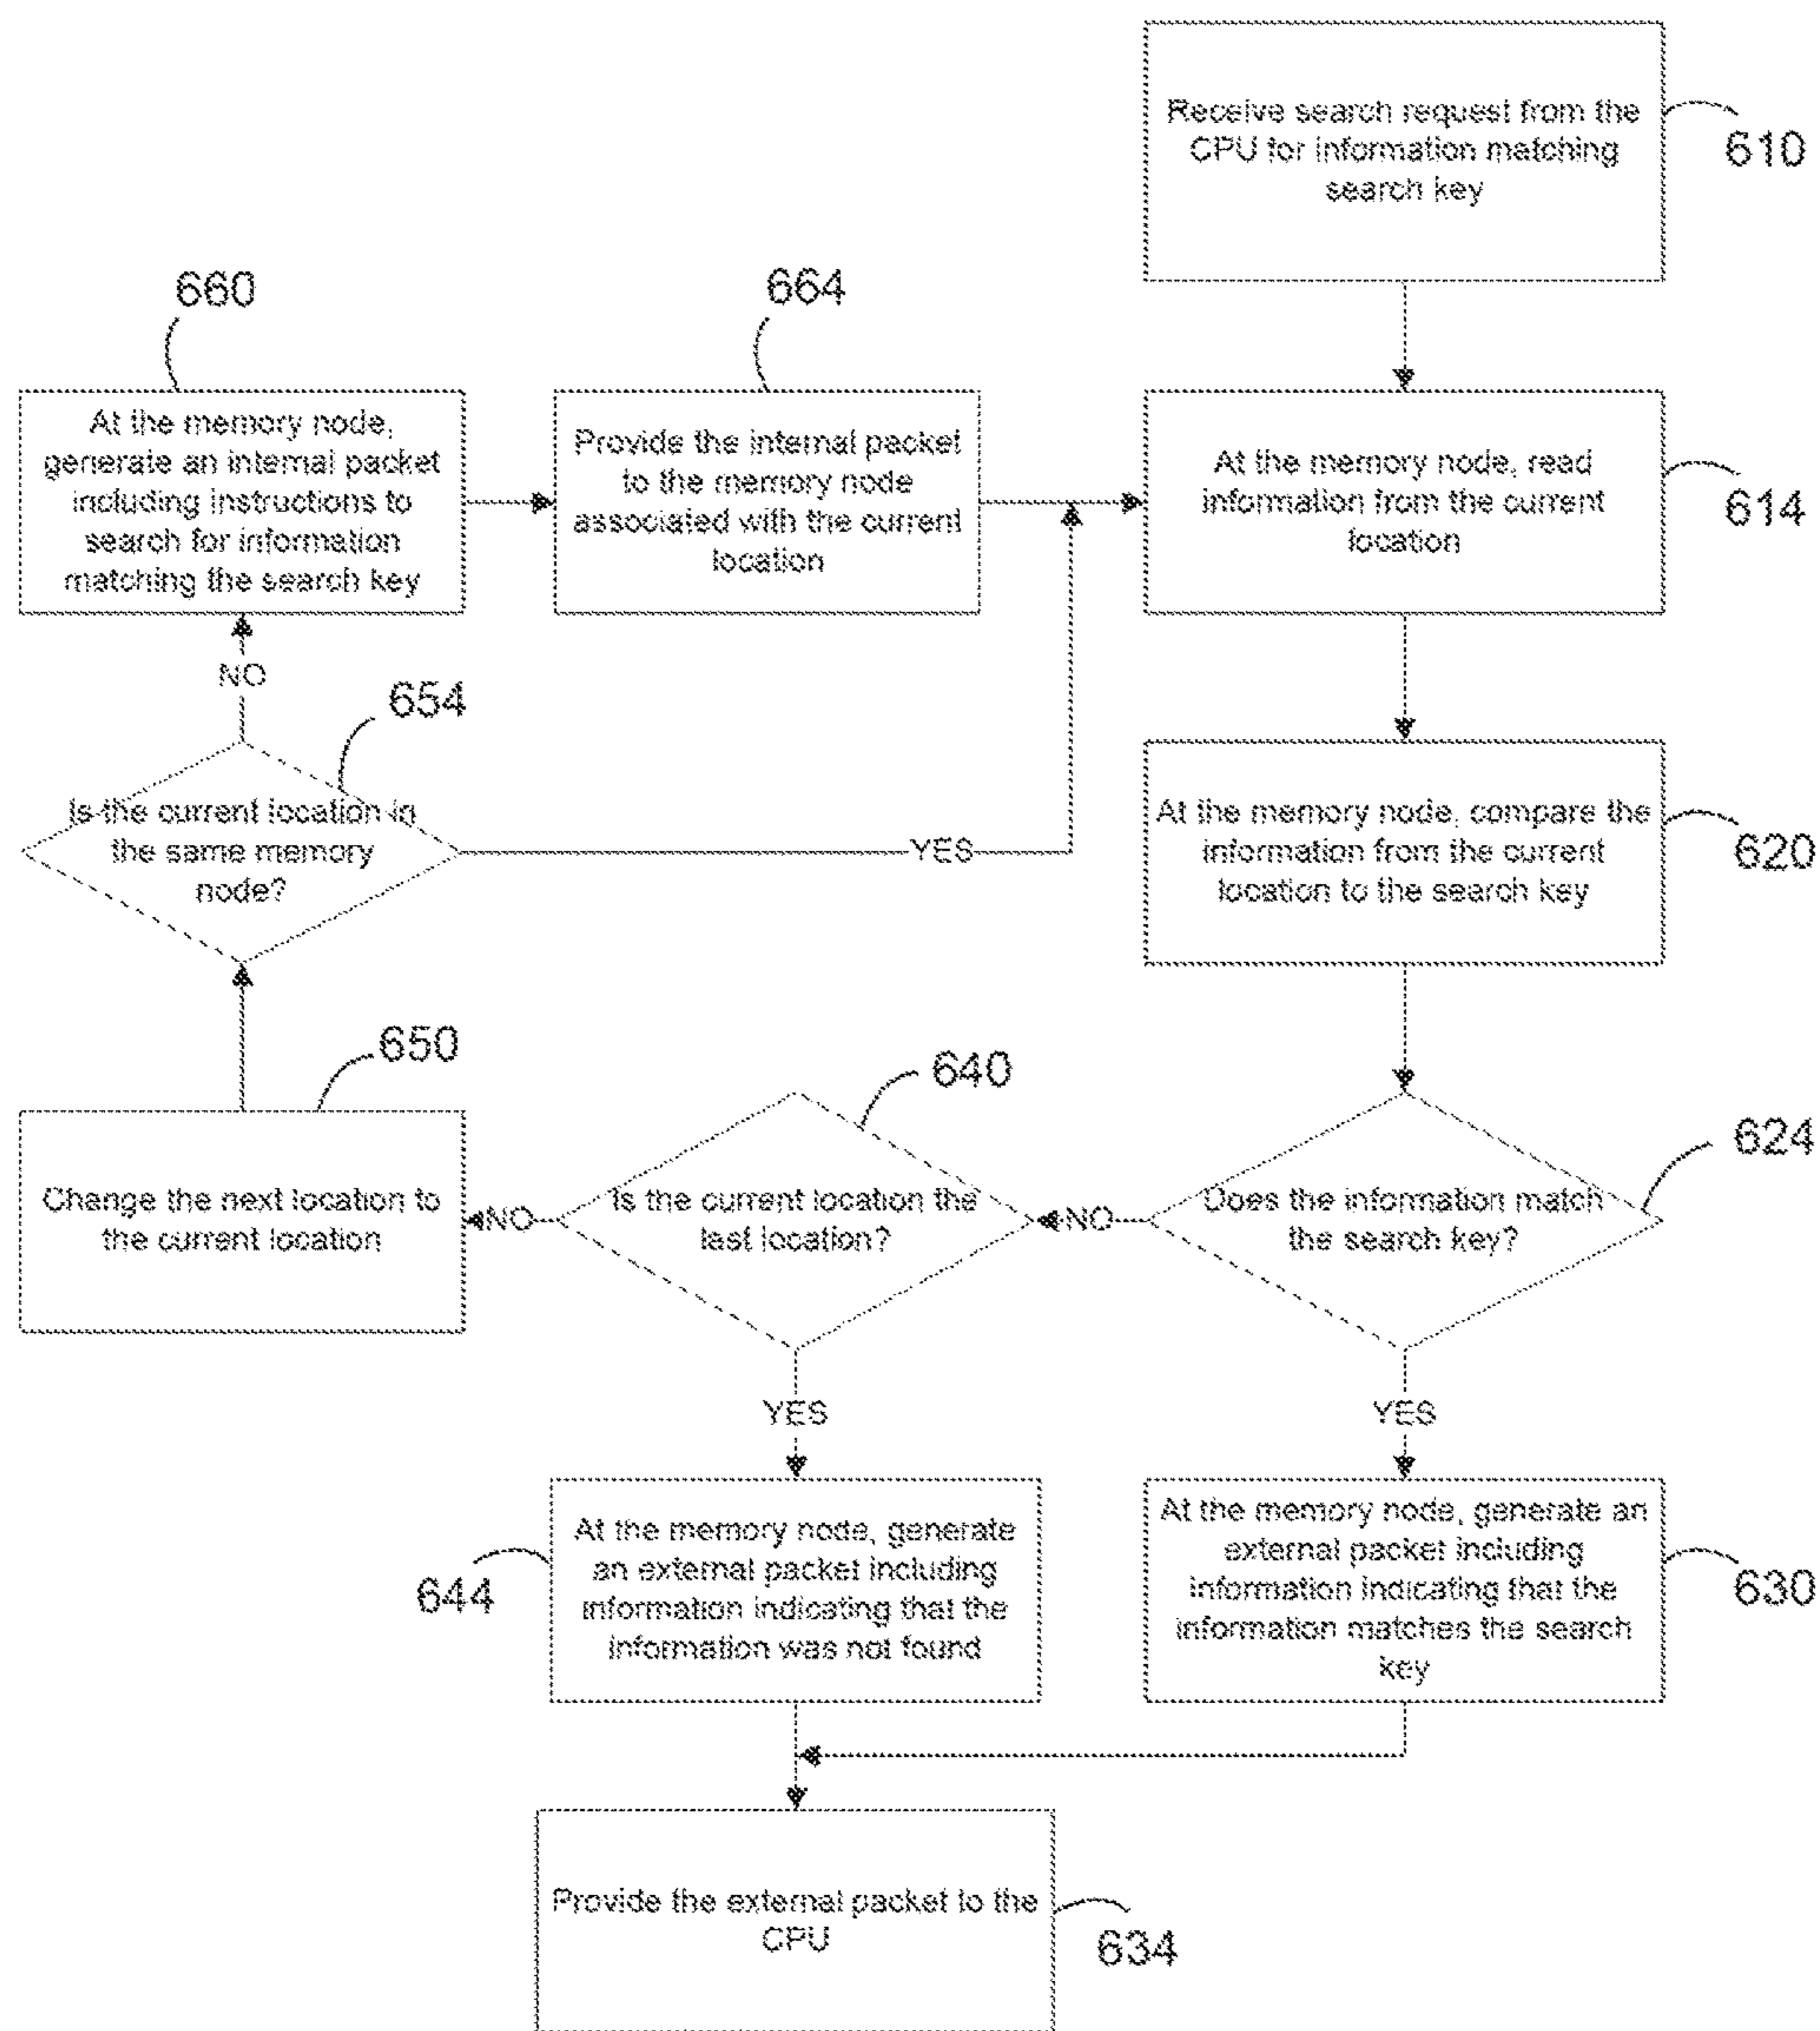 Receive search request from the
CPU for information matching
search key
610
660
664
At the memory node,
generate an internal packet
including instructions to
search for information
matching the search key
Provide the internal packet
to the memory node
associated with the current
location
At the memory node, read
information from the current
location
614
NO
654
Is the current location in
the same memory
node?
YES
At the memory node, compare the
information from the current
location to the search key
620
650
640
624
Change the next location to
the current location
NO
Is the current location the
last location?
NO
Does the information match
the search key?
YES
YES
At the memory node, generate
an external packet including
information indicating that the
information was not found
644
At the memory node, generate an
external packet including
information indicating that the
information matches the search
key
630
Provide the external packet to the
CPU
634